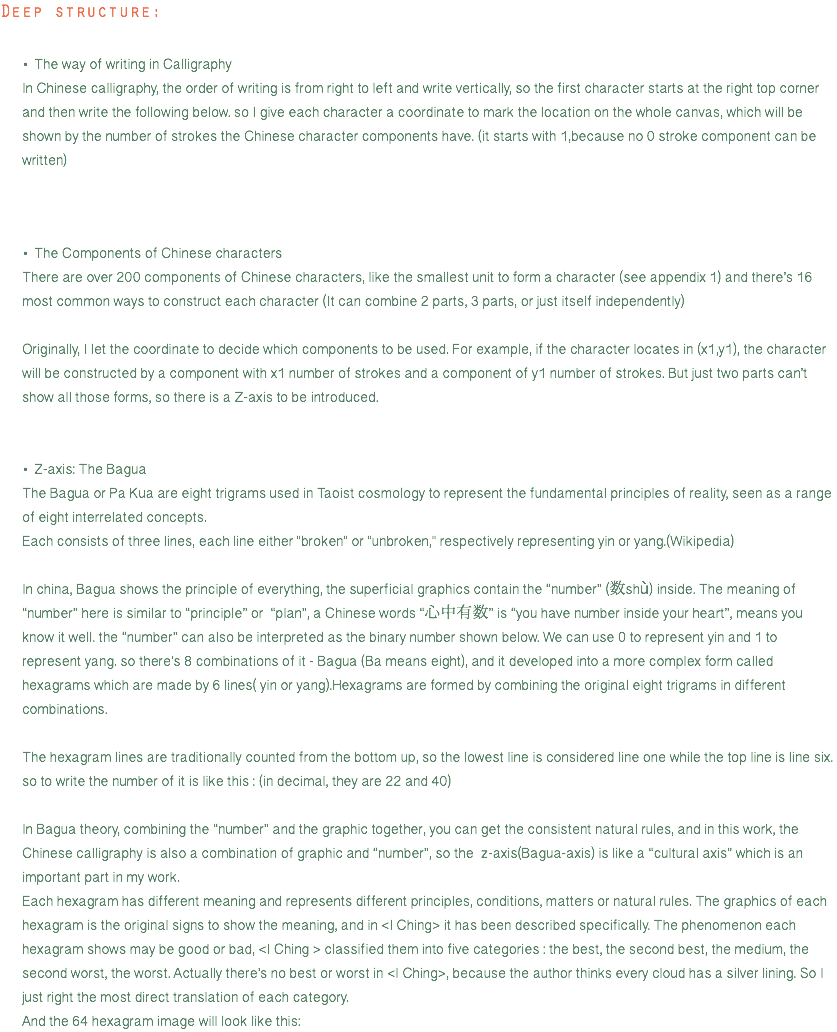 Deep structure:
• The way of writing in Calligraphy
In Chinese calligraphy, the order of writing is from right to left and write vertically, so the first character starts at the right top corner
and then write the following below. so I give each character a coordinate to mark the location on the whole canvas, which will be
shown by the number of strokes the Chinese character components have. (it starts with 1,because no 0 stroke component can be
written)
• The Components of Chinese characters
There are over 200 components of Chinese characters, like the smallest unit to form a character (see appendix 1) and there's 16
most common ways to construct each character (It can combine 2 parts, 3 parts, or just itself independently)
Originally, I let the coordinate to decide which components to be used. For example, if the character locates in (x1,y1), the character
will be constructed by a component with x1 number of strokes and a component of y1 number of strokes. But just two parts can't
show all those forms, so there is a Z-axis to be introduced.
• Z-axis: The Bagua
The Bagua or Pa Kua are eight trigrams used in Taoist cosmology to represent the fundamental principles of reality, seen as a range
of eight interrelated concepts.
Each consists of three lines, each line either "broken" or "unbroken," respectively representing yin or yang.(Wikipedia)
In china, Bagua shows the principle of everything, the superficial graphics contain the "number" (数shù) inside. The meaning of
"number" here is similar to "principle" or "plan", a Chinese words "心中有数" is "you have number inside your heart", means you
know it well. the "number" can also be interpreted as the binary number shown below. We can use 0 to represent yin and 1 to
represent yang. so there's 8 combinations of it - Bagua (Ba means eight), and it developed into a more complex form called
hexagrams which are made by 6 lines( yin or yang).Hexagrams are formed by combining the original eight trigrams in different
combinations.
The hexagram lines are traditionally counted from the bottom up, so the lowest line is considered line one while the top line is line six.
so to write the number of it is like this : (in decimal, they are 22 and 40)
In Bagua theory, combining the "number" and the graphic together, you can get the consistent natural rules, and in this work, the
Chinese calligraphy is also a combination of graphic and "number", so the z-axis(Bagua-axis) is like a "cultural axis" which is an
important part in my work.
Each hexagram has different meaning and represents different principles, conditions, matters or natural rules. The graphics of each
hexagram is the original signs to show the meaning, and in <I Ching> it has been described specifically. The phenomenon each
hexagram shows may be good or bad, <I Ching > classified them into five categories : the best, the second best, the medium, the
second worst, the worst. Actually there's no best or worst in <I Ching>, because the author thinks every cloud has a silver lining. So I
just right the most direct translation of each category.
And the 64 hexagram image will look like this: